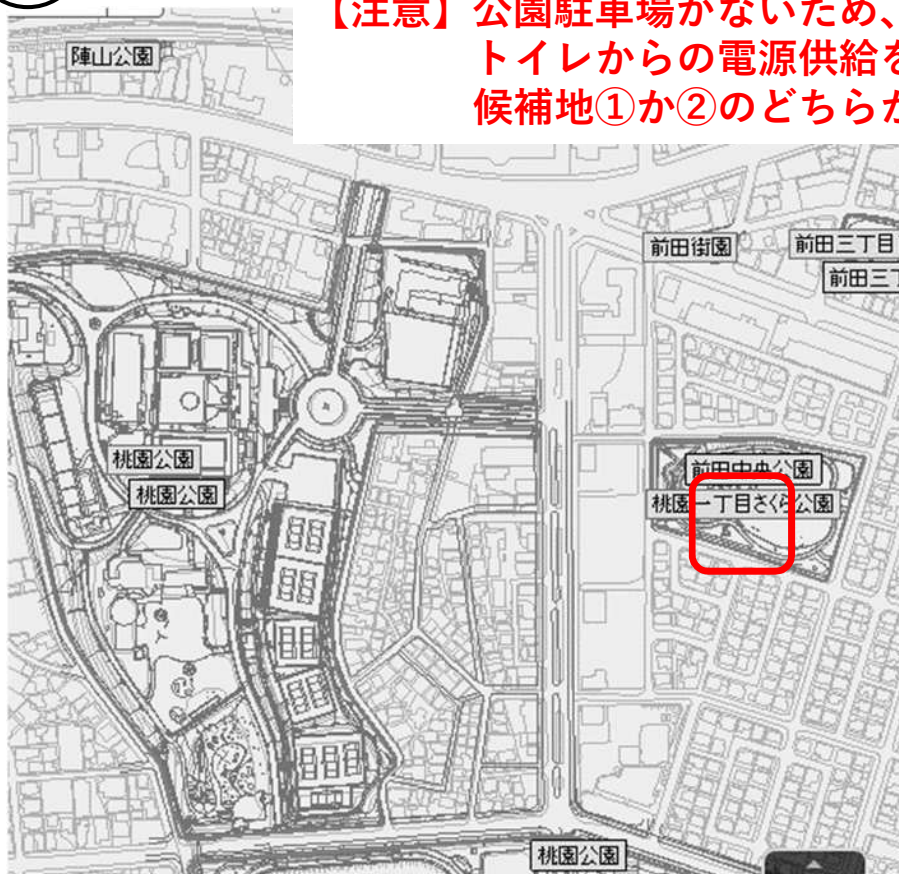 【注意】公園駐車場がないため、
トイレからの電源供給を
候補地①か②のどちらか
陣山公園
前田街園
前田三丁目
前田三丁
桃園公園
桃園公園
前田中央公園
桃園一丁目さくら公園
桃園公園